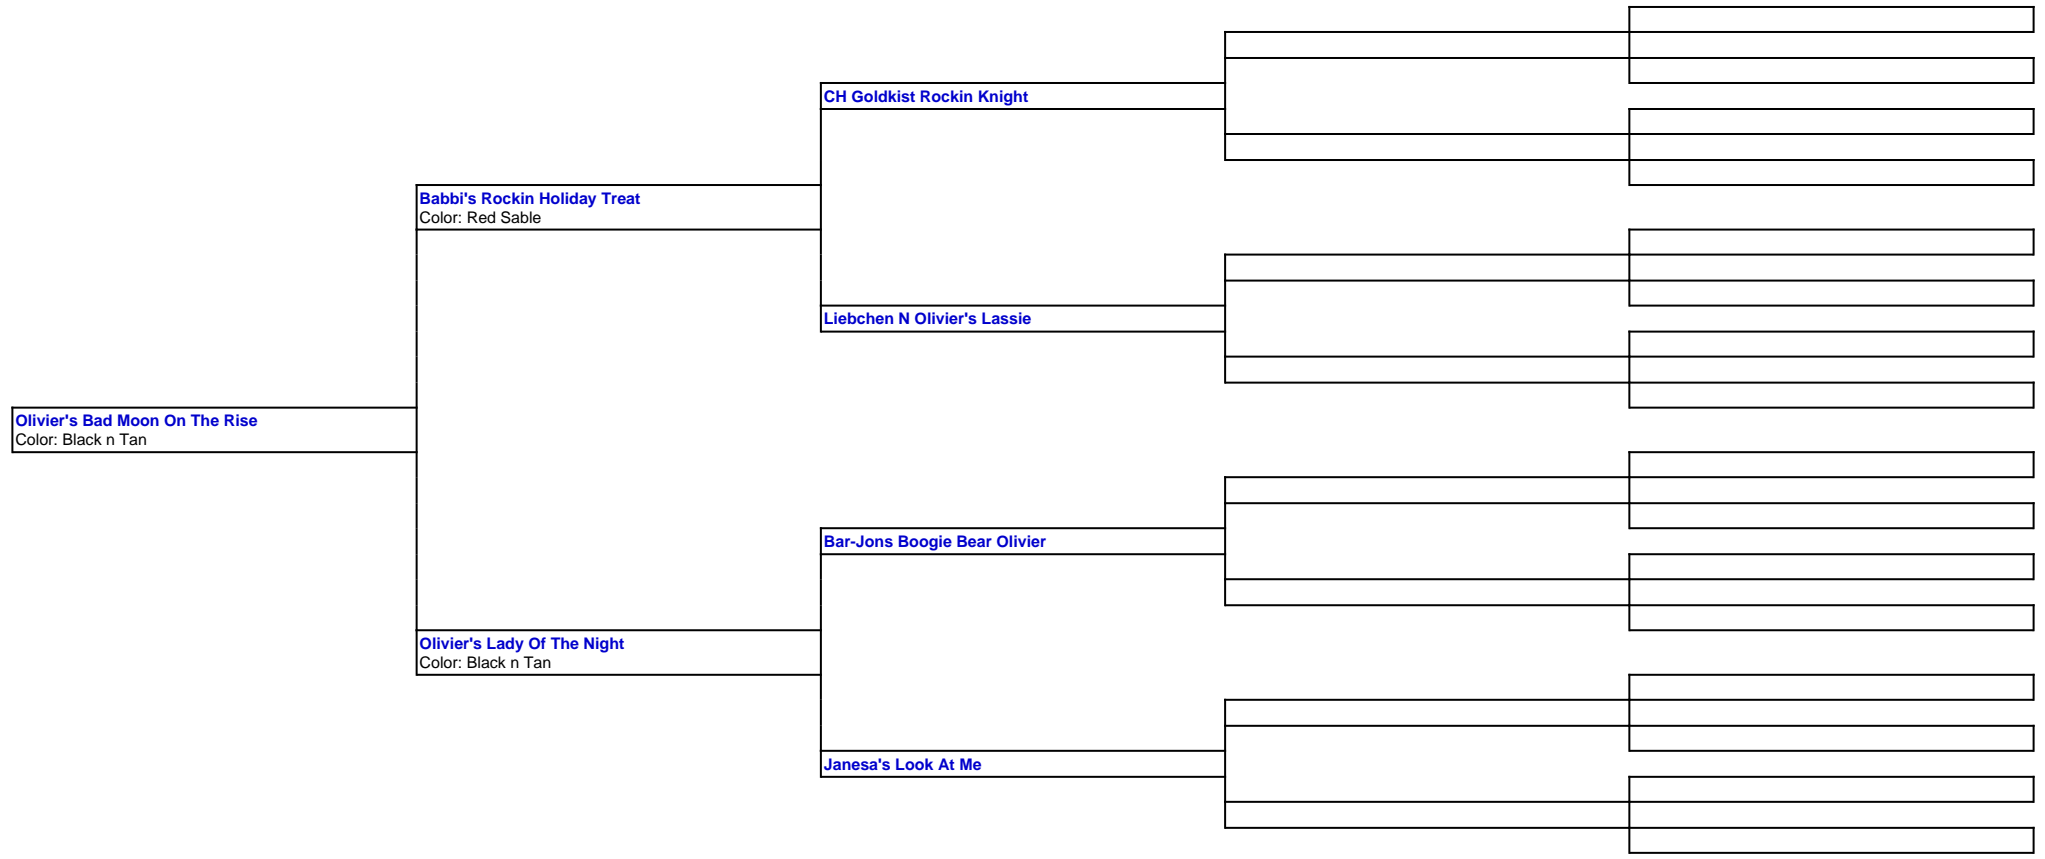 CH Goldkist Rockin Knight
Babbi's Rockin Holiday Treat
Color: Red Sable
Liebchen N Olivier's Lassie
Olivier's Bad Moon On The Rise
Color: Black n Tan
Bar-Jons Boogie Bear Olivier
Olivier's Lady Of The Night
Color: Black n Tan
Janesa's Look At Me